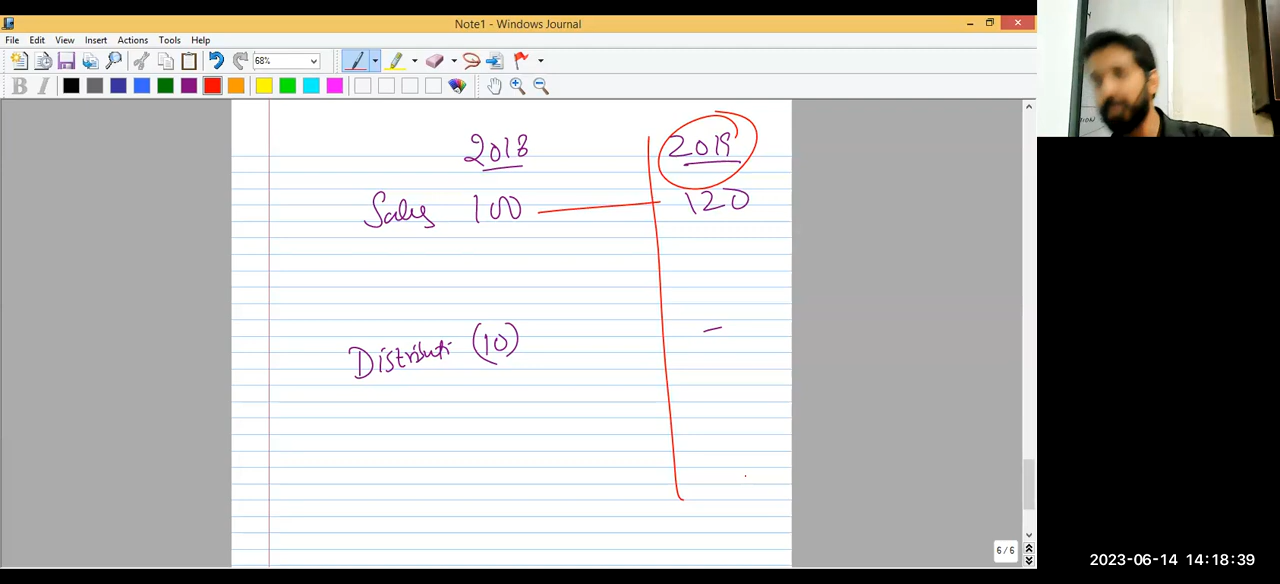 Note1 - Windows Journal
File Edit View Insert Actions Tools Help
68%
B I
2018 2019
Sales 100 — 120
Distributi (10) –
6 / 6
2023-06-14 14:18:39